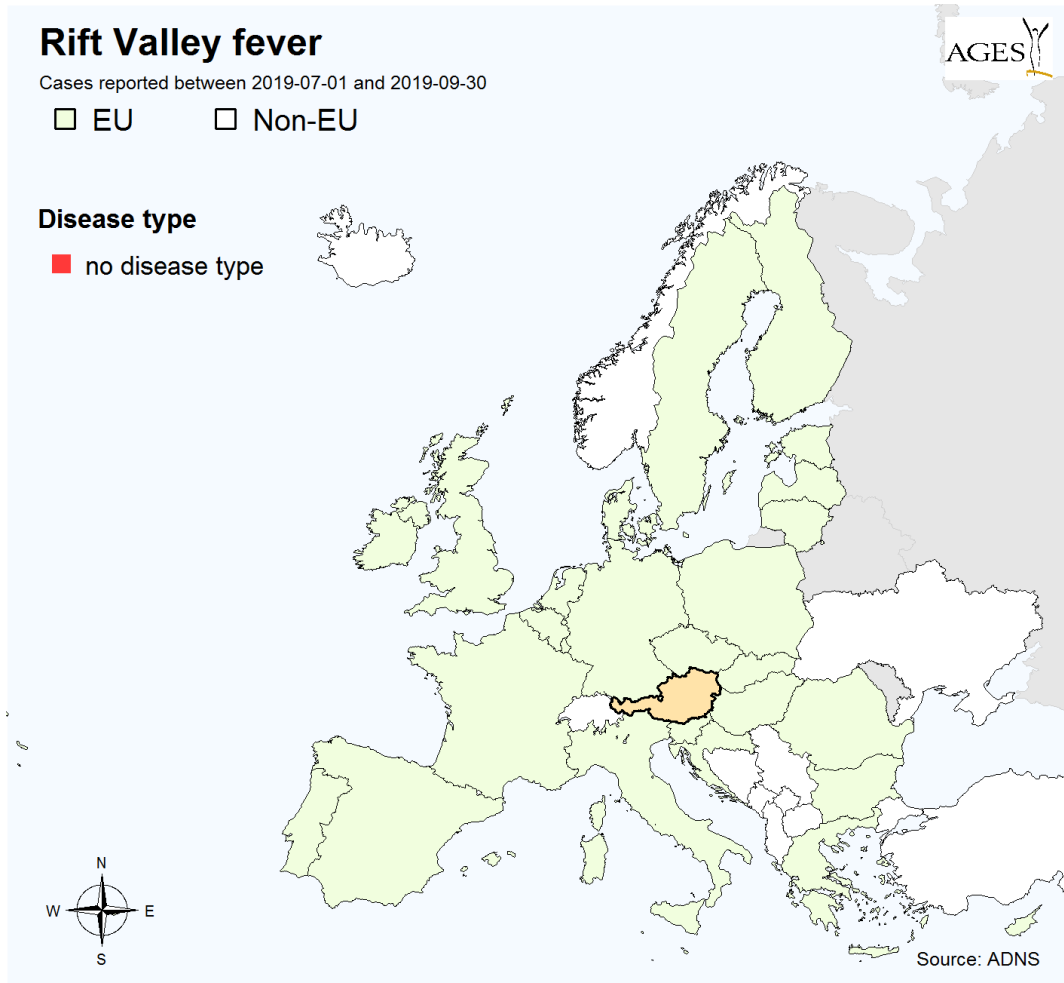 Rift Valley fever
AGES
Cases reported between 2019-07-01 and 2019-09-30
EU
Non-EU
Disease type
no disease type
N
W E
S
Source: ADNS